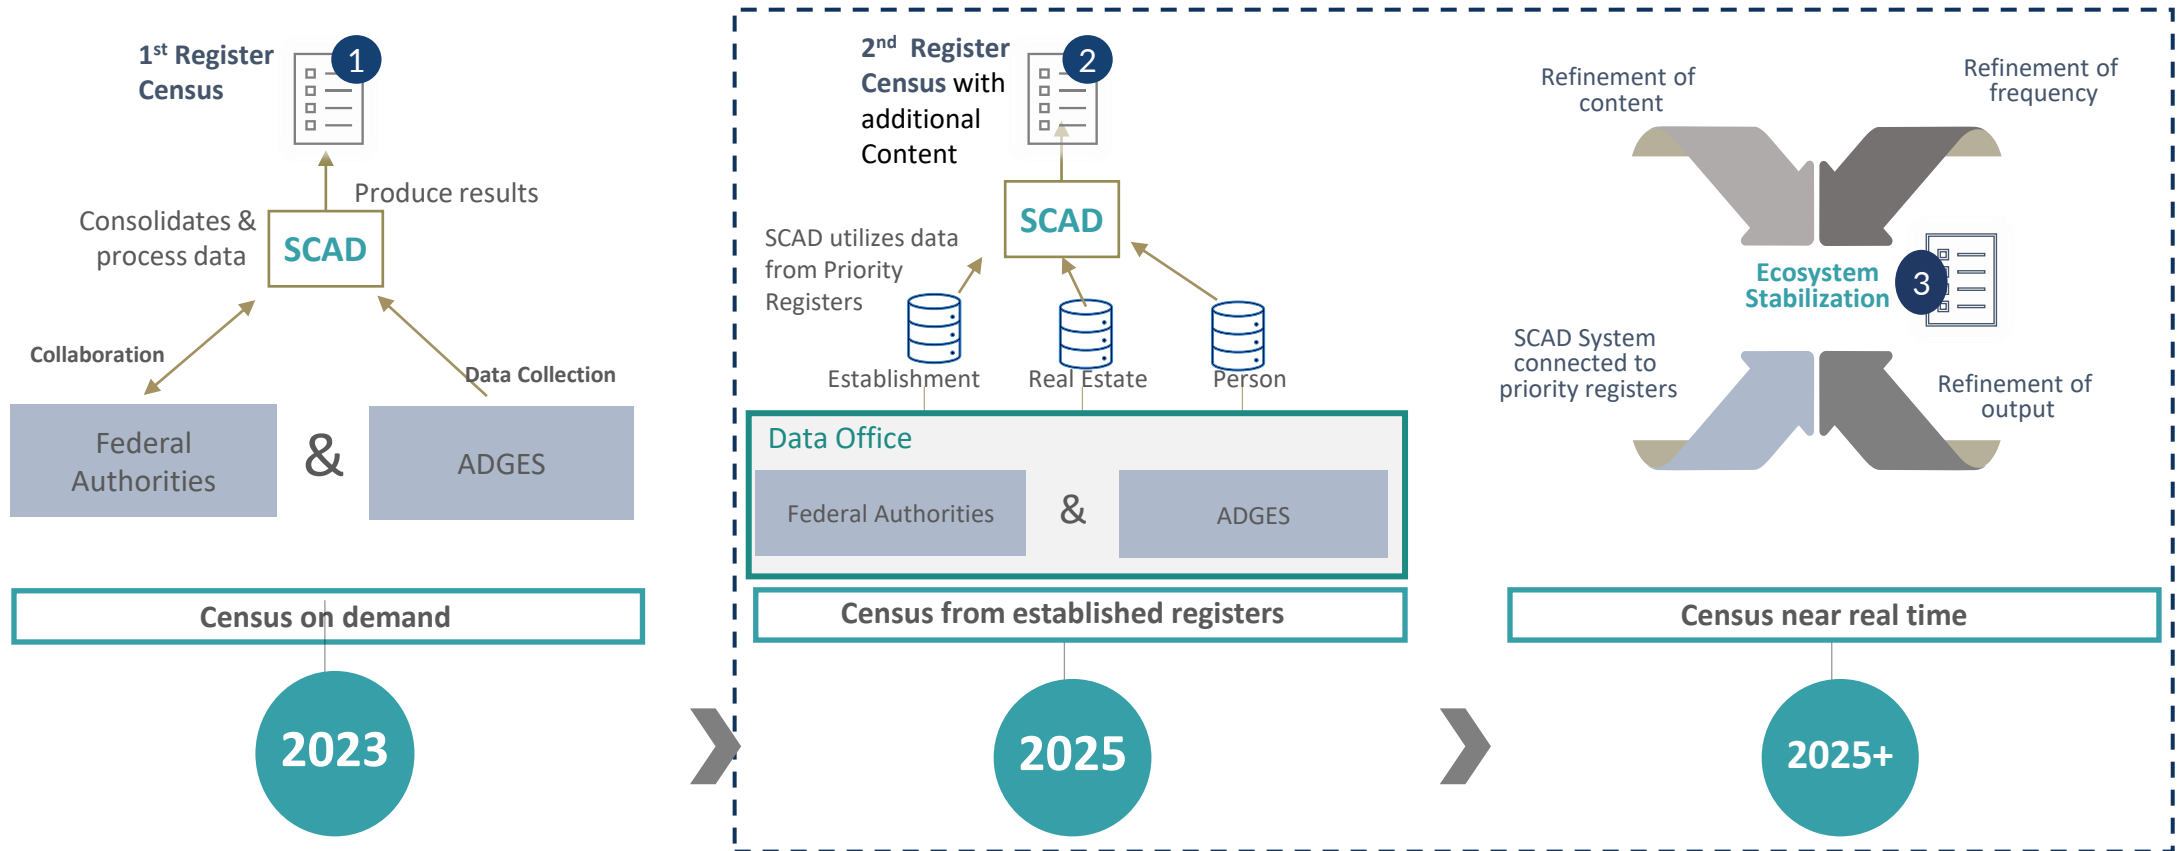 1st Register
Census
1
Produce results
Consolidates &
process data
SCAD
Collaboration
Data Collection
Federal
Authorities
&
ADGES
Census on demand
2023
2nd Register
Census with
additional
Content
2
SCAD
SCAD utilizes data
from Priority
Registers
Establishment
Real Estate
Person
Data Office
Federal Authorities
&
ADGES
Census from established registers
2025
Refinement of
content
Refinement of
frequency
Ecosystem
Stabilization
3
SCAD System
connected to
priority registers
Refinement of
output
Census near real time
2025+